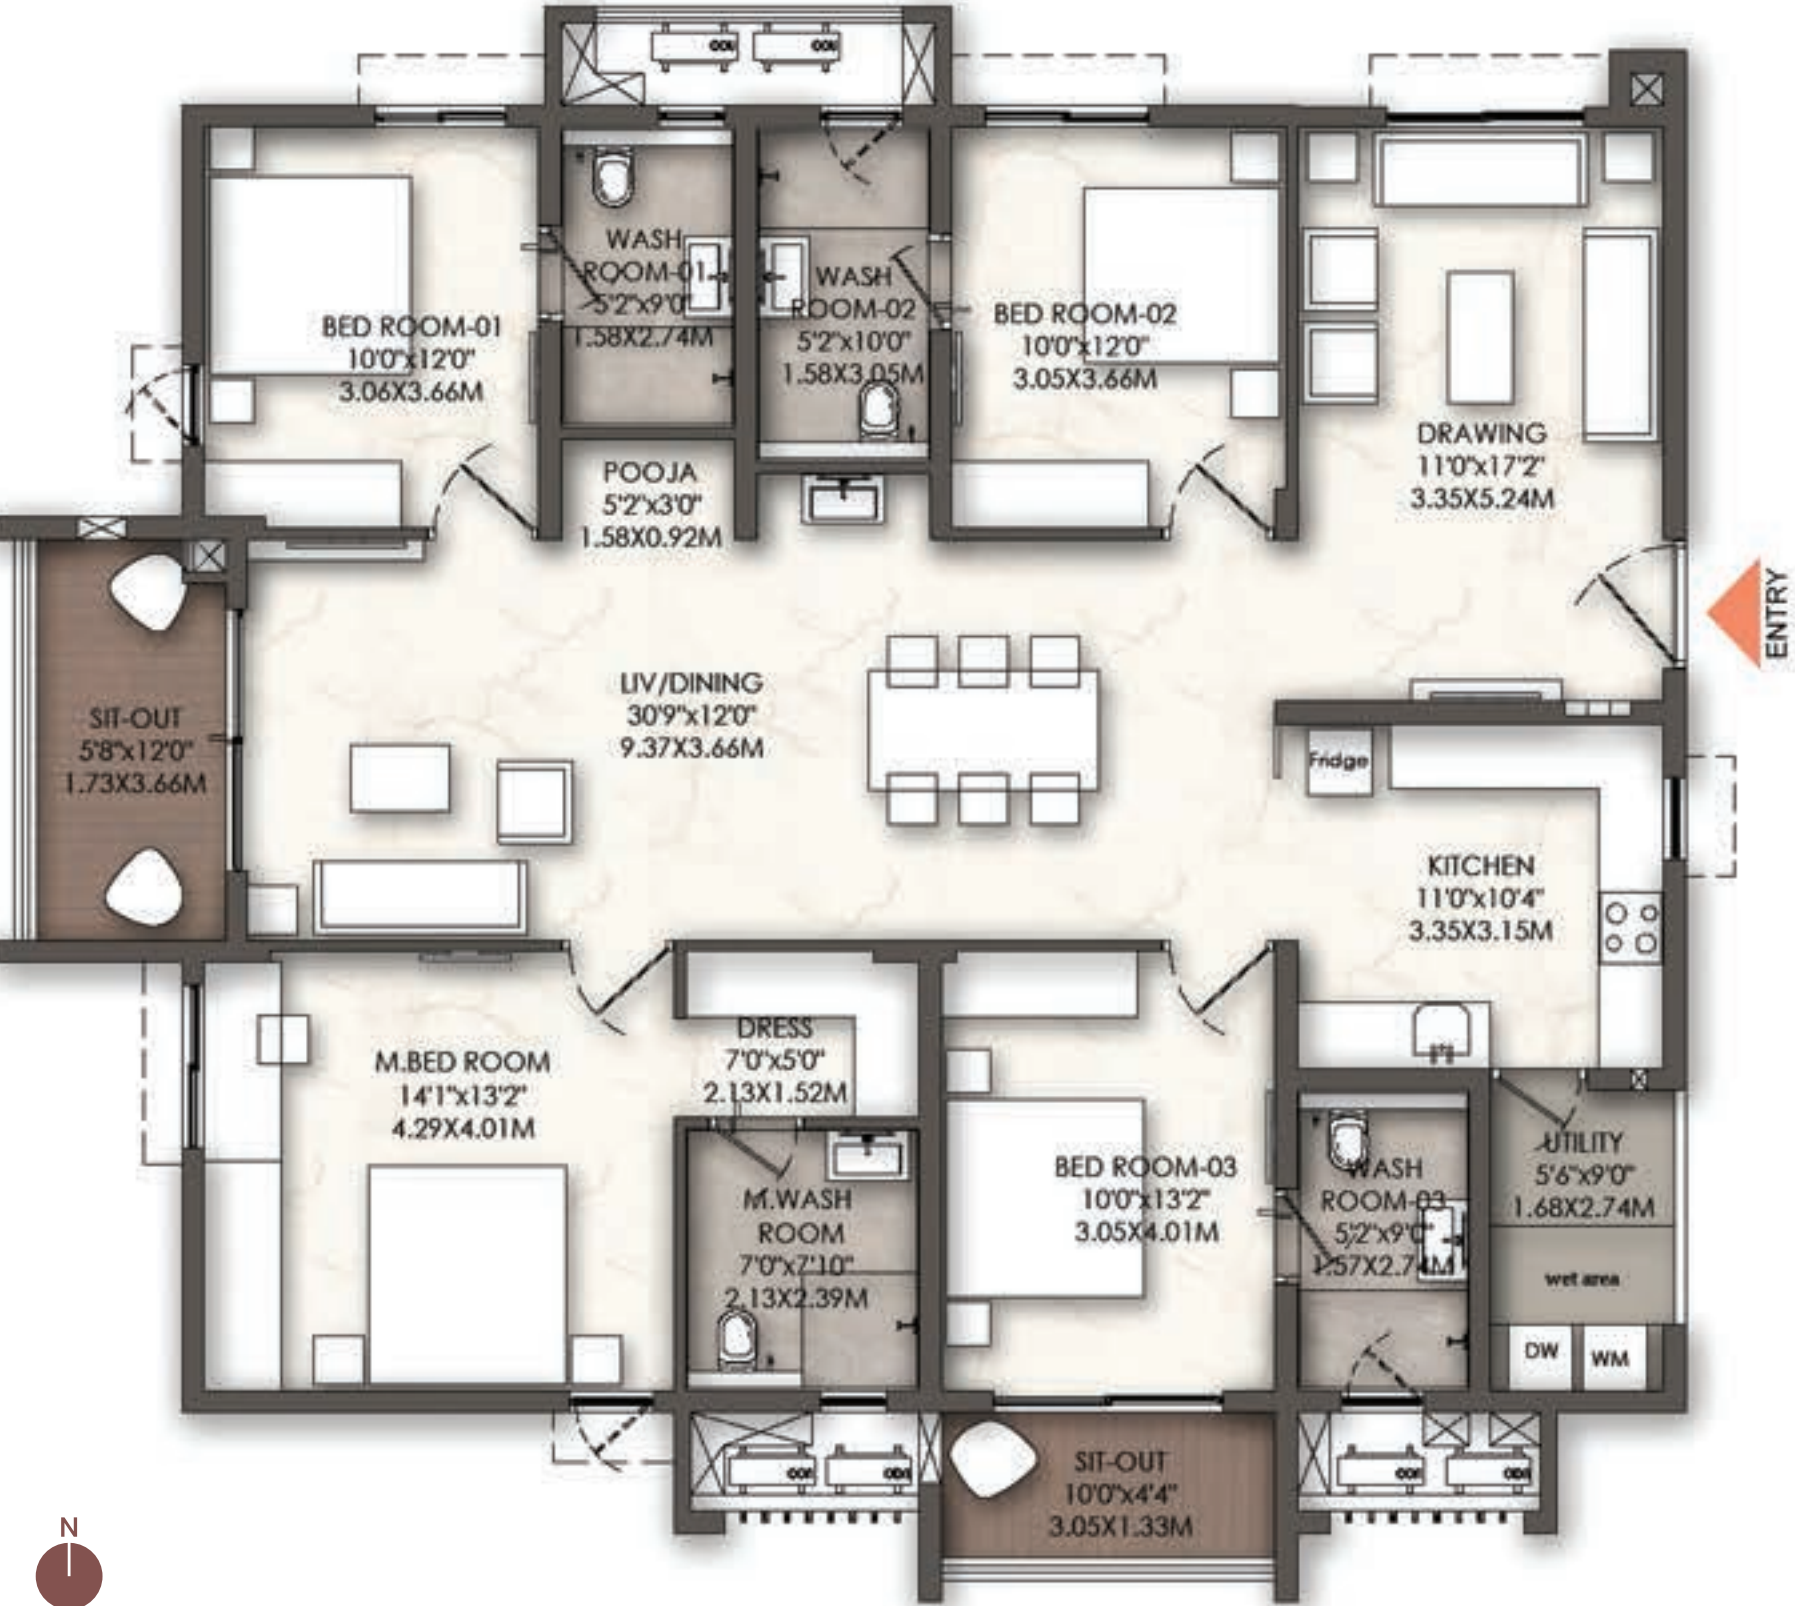 WASH
ROOM-01
5'2"x9'0"
1.58X2.74M
WASH
ROOM-02
5'2"x10'0"
1.58X3.05M
BED ROOM-01
10'0"x12'0"
3.06X3.66M
BED ROOM-02
10'0"x12'0"
3.05X3.66M
DRAWING
11'0"x17'2"
3.35X5.24M
POOJA
5'2"x3'0"
1.58X0.92M
ENTRY
SIT-OUT
5'8"x12'0"
1.73X3.66M
LIV/DINING
30'9"x12'0"
9.37X3.66M
Fridge
KITCHEN
11'0"x10'4"
3.35X3.15M
M.BED ROOM
14'1"x13'2"
4.29X4.01M
DRESS
7'0"x5'0"
2.13X1.52M
M.WASH
ROOM
7'0"x7'10"
2.13X2.39M
BED ROOM-03
10'0"x13'2"
3.05X4.01M
WASH
ROOM-03
5'2"x9'0"
1.57X2.74M
UTILITY
5'6"x9'0"
1.68X2.74M
wet area
DW
WM
SIT-OUT
10'0"x4'4"
3.05X1.33M
N